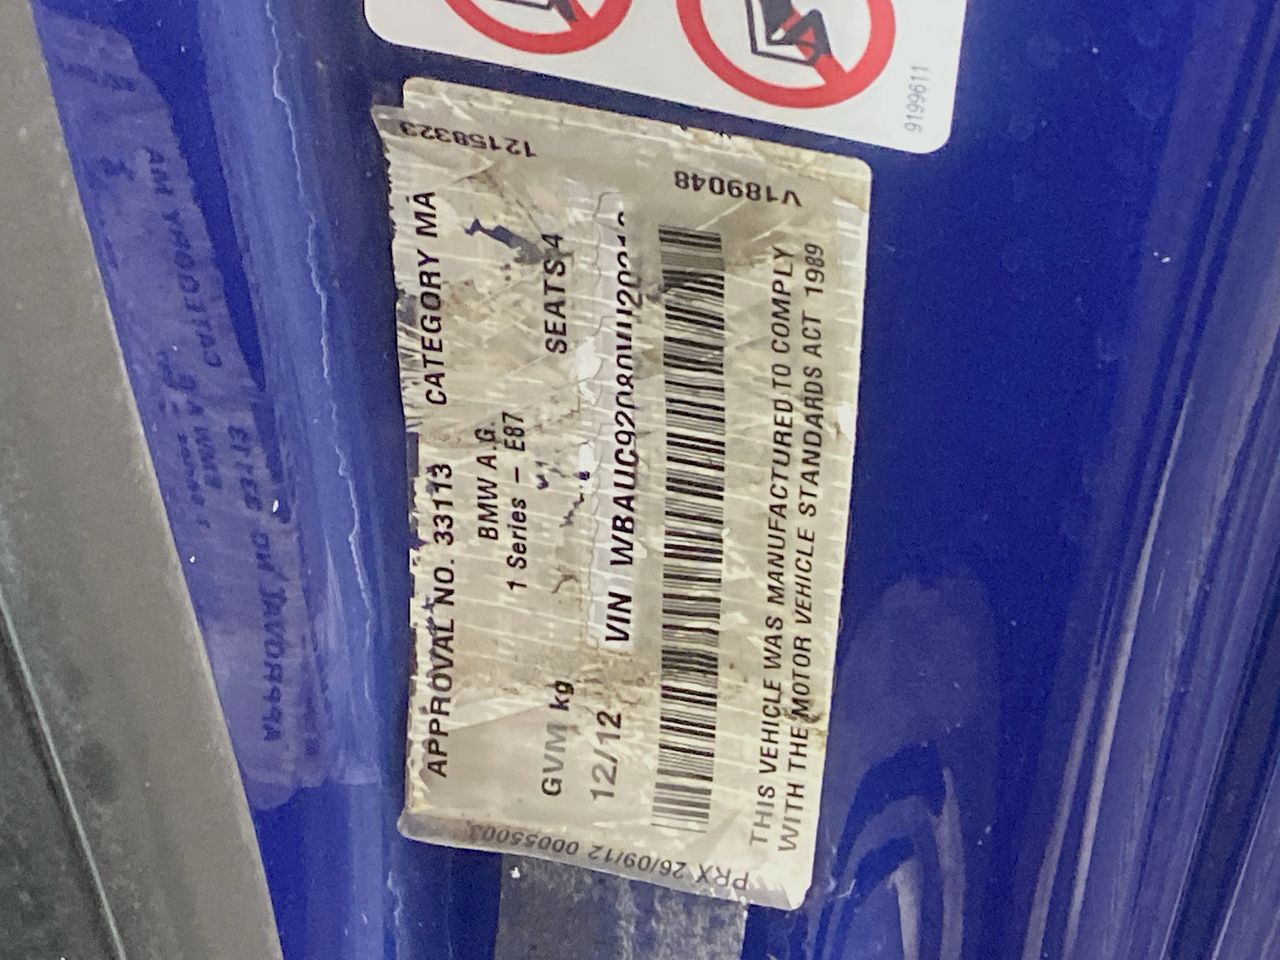 9199611
12158323
V189048
APPROVAL NO. 33113 CATEGORY MA
BMW A.G.
1 Series – E87
SEATS 4
GVM kg
12/12
VIN
THIS VEHICLE WAS MANUFACTURED TO COMPLY
WITH THE MOTOR VEHICLE STANDARDS ACT 1989
PRX 26/09/12 00055003